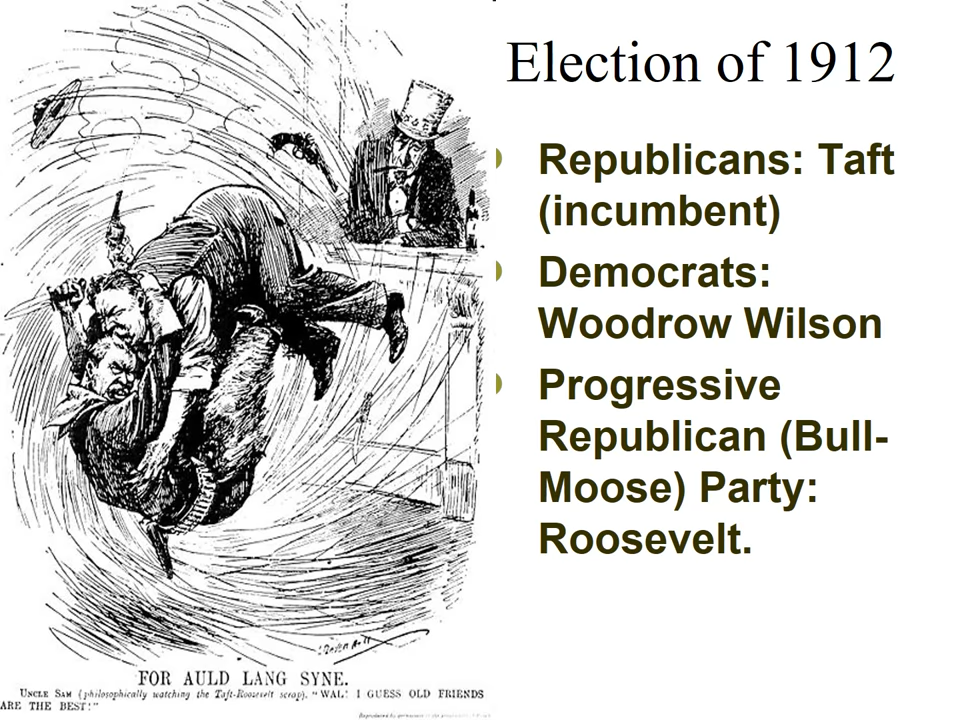 Election of 1912
Republicans: Taft
(incumbent)
Democrats:
Woodrow Wilson
Progressive
Republican (Bull-
Moose) Party:
Roosevelt.
FOR AULD LANG SYNE.
UNCLE SAM (philosophically watching the Taft-Roosevelt scrap). "WAL! I GUESS OLD FRIENDS
ARE THE BEST!"